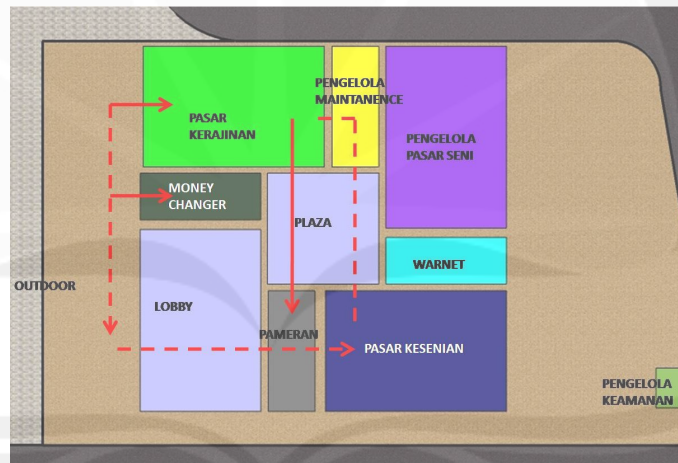 PENGELOLA
MAINTANENCE
PASAR
KERAJINAN
PENGELOLA
PASAR SENI
MONEY
CHANGER
PLAZA
WARNET
OUTDOOR
LOBBY
PAMERAN
PASAR KESENIAN
PENGELOLA
KEAMANAN